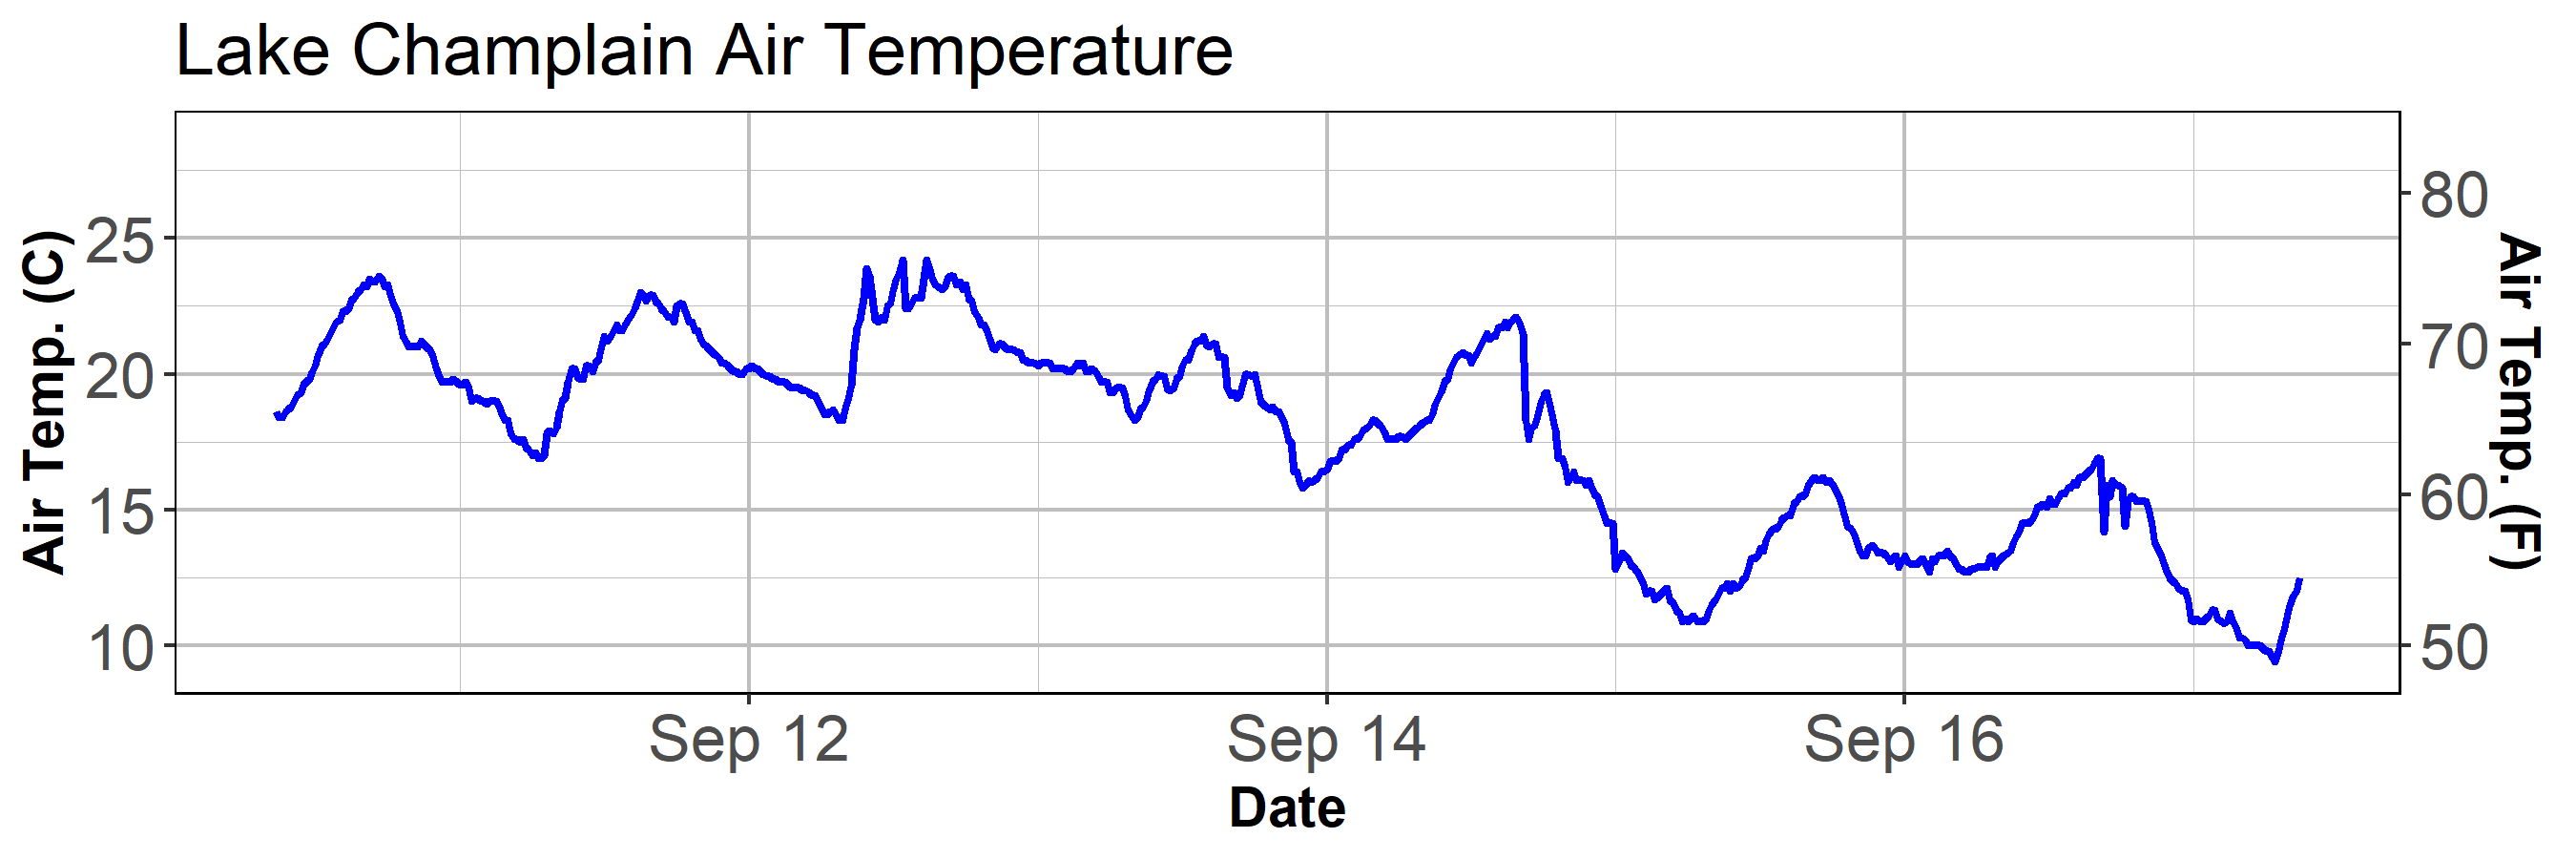 Lake Champlain Air Temperature
Air Temp. (C)
25
20
15
10
80
70
60
50
Air Temp. (F)
Sep 12
Sep 14
Sep 16
Date